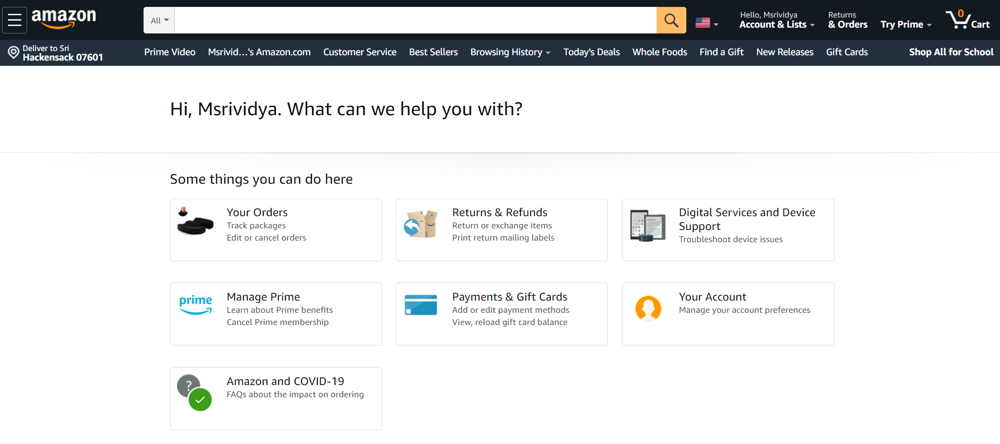 amazon
All
Hello, Msrividya
Account & Lists
Returns
& Orders
Try Prime
0
Cart
Deliver to Sri
Hackensack 07601
Prime Video
Msrivid...'s Amazon.com
Customer Service
Best Sellers
Browsing History
Today's Deals
Whole Foods
Find a Gift
New Releases
Gift Cards
Shop All for School
Hi, Msrividya. What can we help you with?
Some things you can do here
Your Orders
Track packages
Edit or cancel orders
Returns & Refunds
Return or exchange items
Print return mailing labels
Digital Services and Device
Support
Troubleshoot device issues
prime
Manage Prime
Learn about Prime benefits
Cancel Prime membership
Payments & Gift Cards
Add or edit payment methods
View, reload gift card balance
Your Account
Manage your account preferences
?
Amazon and COVID-19
FAQs about the impact on ordering